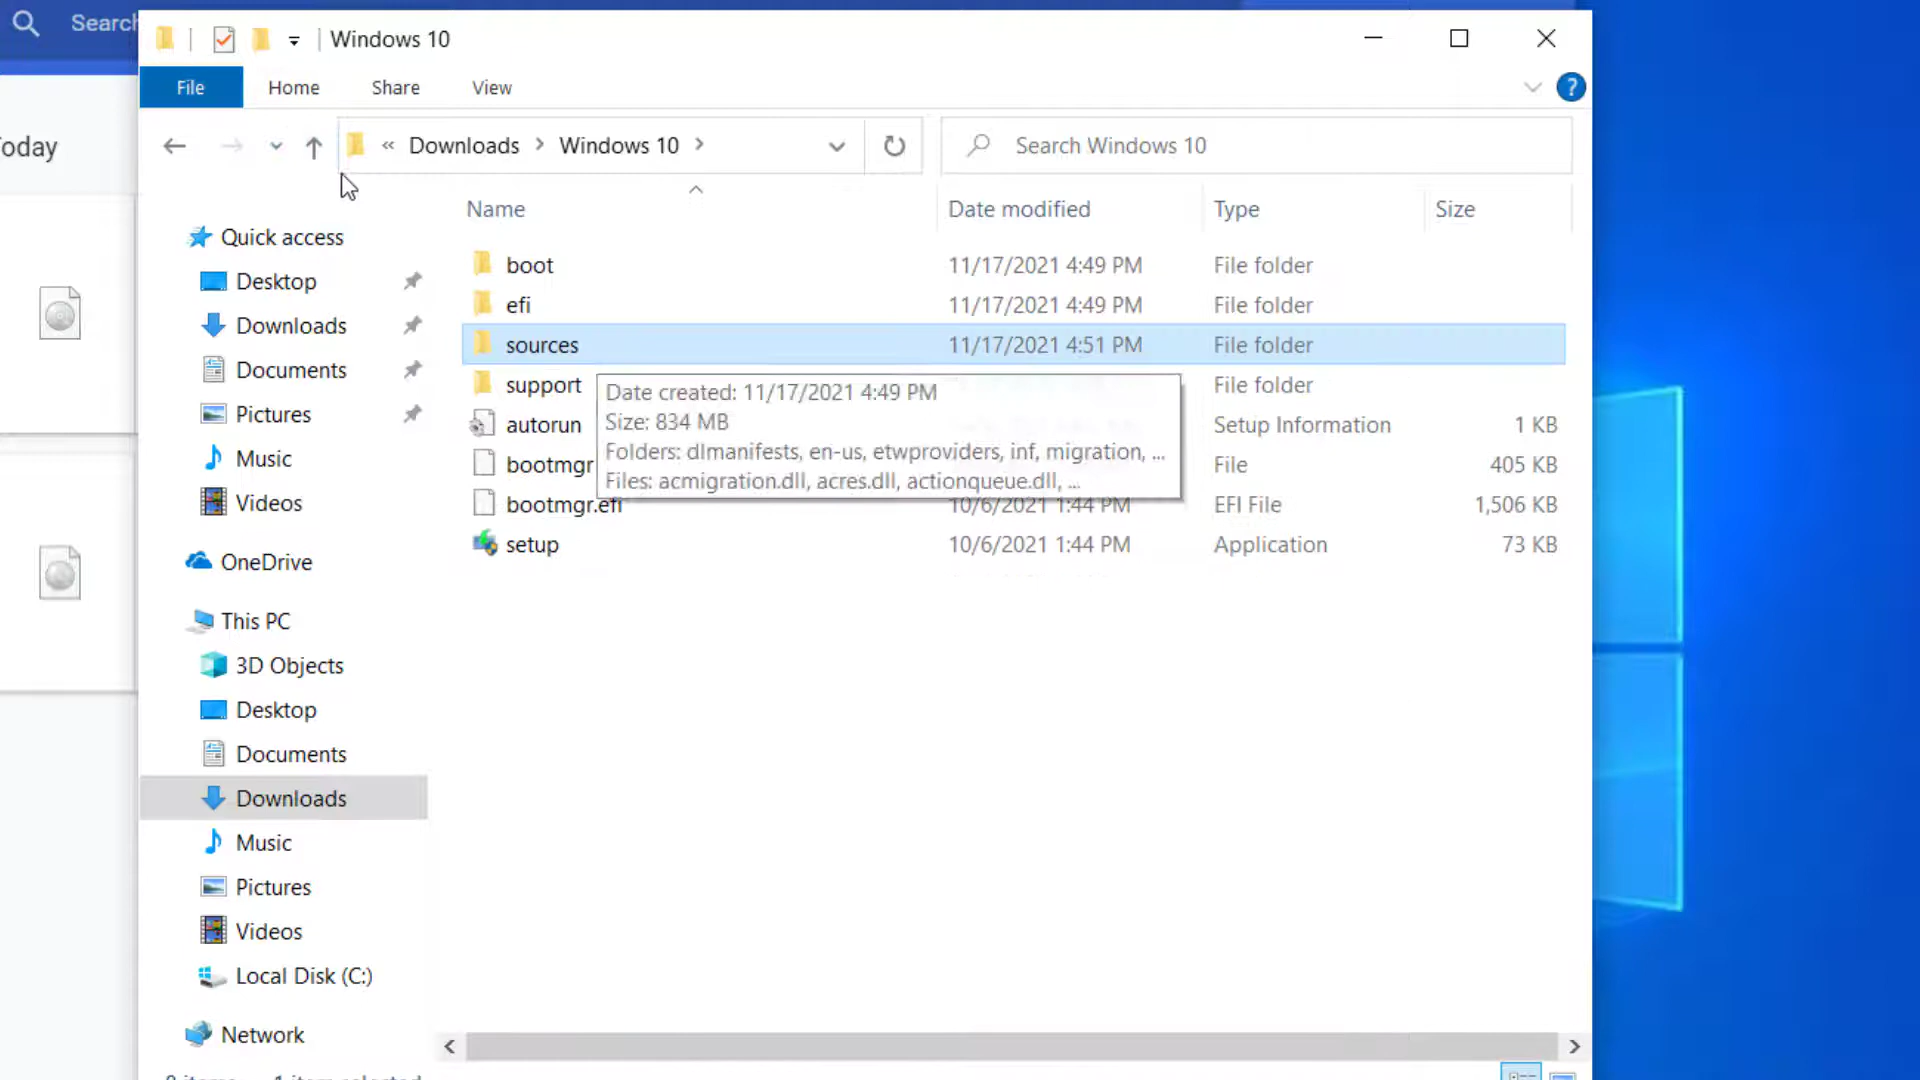 Search
Windows 10
File
Home
Share
View
?
« Downloads > Windows 10 >
Search Windows 10
oday
Name
Date modified
Type
Size
Quick access
Desktop
Downloads
Documents
Pictures
Music
Videos
OneDrive
This PC
3D Objects
Desktop
Documents
Downloads
Music
Pictures
Videos
Local Disk (C:)
Network
boot 11/17/2021 4:49 PM File folder
efi 11/17/2021 4:49 PM File folder
sources 11/17/2021 4:51 PM File folder
support File folder
autorun Setup Information 1 KB
bootmgr File 405 KB
bootmgr.efi 10/6/2021 1:44 PM EFI File 1,506 KB
setup 10/6/2021 1:44 PM Application 73 KB
Date created: 11/17/2021 4:49 PM
Size: 834 MB
Folders: dlmanifests, en-us, etwproviders, inf, migration, ...
Files: acmigration.dll, acres.dll, actionqueue.dll, ...
items 1 item selected